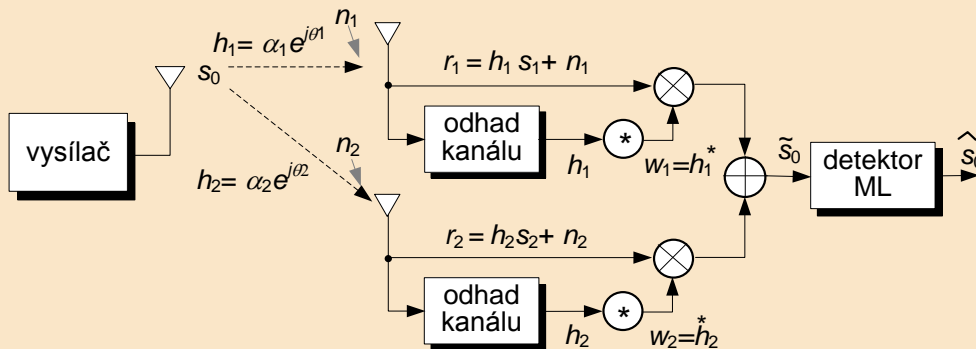 vysílač
s₀
h₁= α₁e^jθ1
n₁
r₁ = h₁ s₁+ n₁
odhad
kanálu
h₁
*
w₁=h₁*
h₂= α₂e^jθ2
n₂
r₂ = h₂s₂+ n₂
odhad
kanálu
h₂
*
w₂=h₂*
s̃₀
detektor
ML
ŝ₀